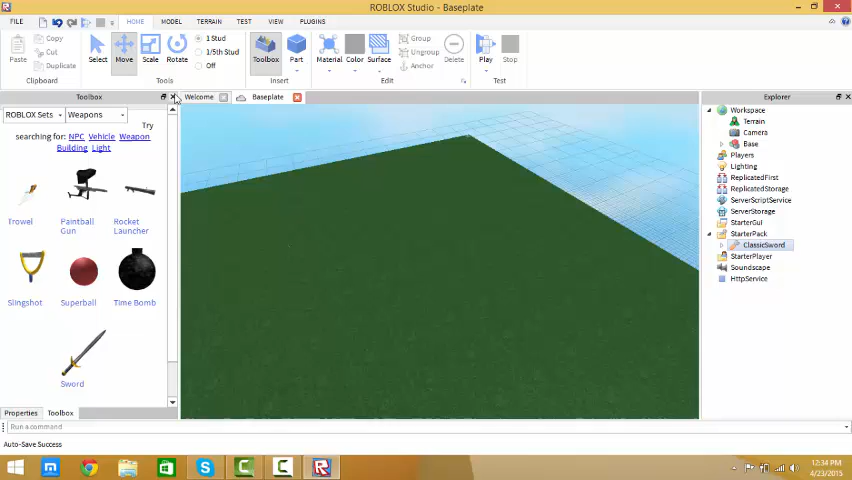 ROBLOX Studio - Baseplate
FILE HOME MODEL TERRAIN TEST VIEW PLUGINS
Paste Copy Cut Duplicate
Clipboard
Select Move Scale Rotate
1 Stud
1/5th Stud
Off
Tools
Toolbox Part
Insert
Material Color Surface
Group
Ungroup
Anchor
Delete
Edit
Play Stop
Test
Toolbox
ROBLOX Sets Weapons
Try
searching for: NPC Vehicle Weapon
Building Light
Trowel Paintball Gun Rocket Launcher
Slingshot Superball Time Bomb
Sword
Properties Toolbox
Welcome Baseplate
Explorer
Workspace
Terrain
Camera
Base
Players
Lighting
ReplicatedFirst
ReplicatedStorage
ServerScriptService
ServerStorage
StarterGui
StarterPack
ClassicSword
StarterPlayer
Soundscape
HttpService
Run a command
Auto-Save Success
12:34 PM
4/23/2015